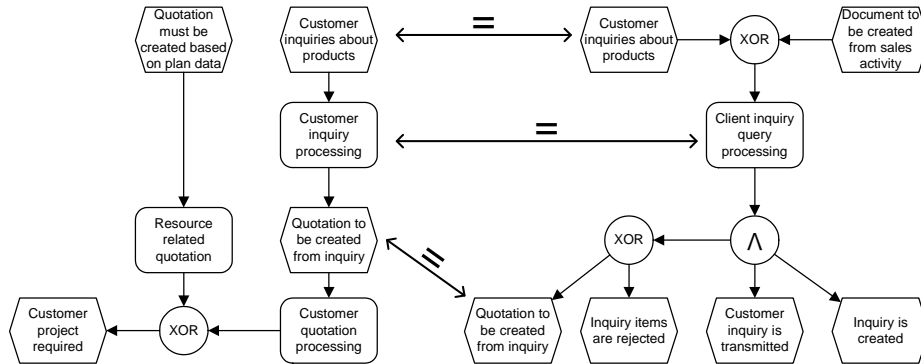 Quotation
must be
created based
on plan data
Customer
inquiries about
products
=
Customer
inquiries about
products
XOR
Document to
be created
from sales
activity
Customer
inquiry
processing
=
Client inquiry
query
processing
Resource
related
quotation
Quotation to
be created
from inquiry
=
XOR
Λ
Customer
project
required
XOR
Customer
quotation
processing
Quotation to
be created
from inquiry
Inquiry items
are rejected
Customer
inquiry is
transmitted
Inquiry is
created